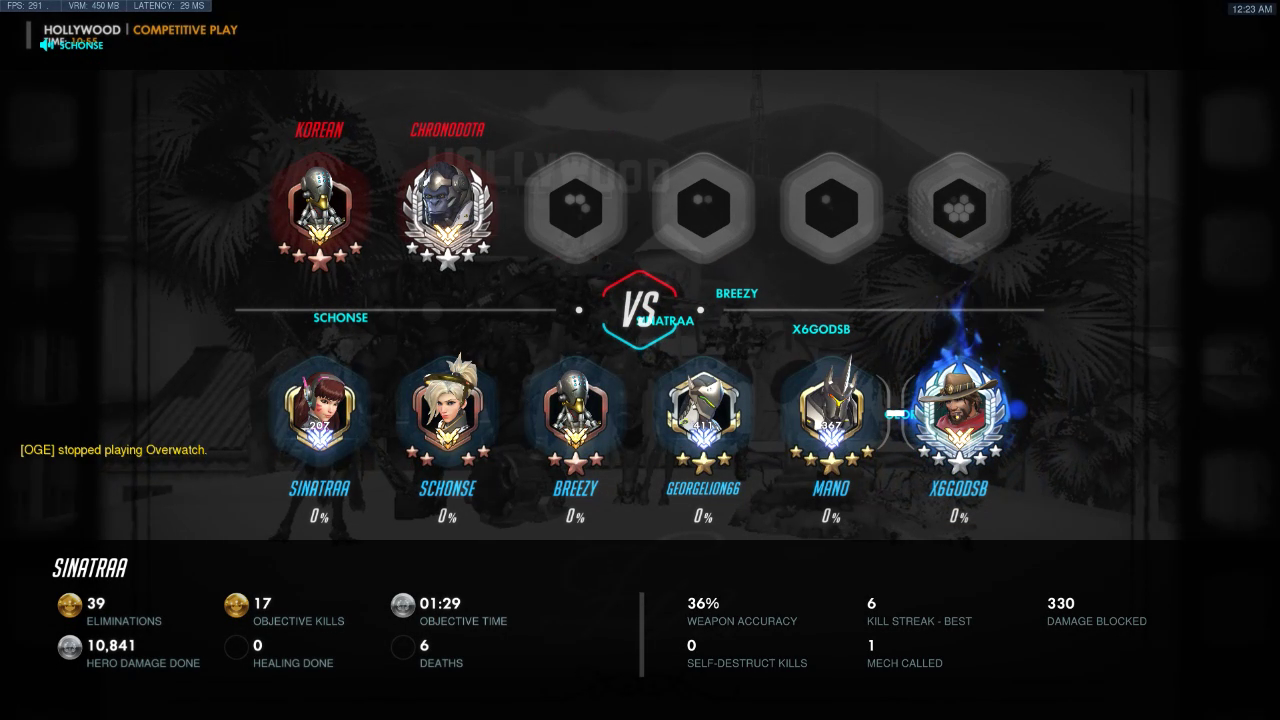 FPS: 291 . VRM: 450 MB LATENCY: 29 MS
12:23 AM
HOLLYWOOD | COMPETITIVE PLAY
TIME: 10:55
SCHONSE
KOREAN CHRONODOTA
HOLLYWOOD
VS
BREEZY
SCHONSE SINATRAA X6GODSB
207 411 367
[OGE] stopped playing Overwatch.
SINATRAA SCHONSE BREEZY GEORGELION66 MANO X6GODSB
0% 0% 0% 0% 0% 0%
SINATRAA
39 17 01:29 36% 6 330
ELIMINATIONS OBJECTIVE KILLS OBJECTIVE TIME WEAPON ACCURACY KILL STREAK - BEST DAMAGE BLOCKED
10,841 0 6 0 1
HERO DAMAGE DONE HEALING DONE DEATHS SELF-DESTRUCT KILLS MECH CALLED